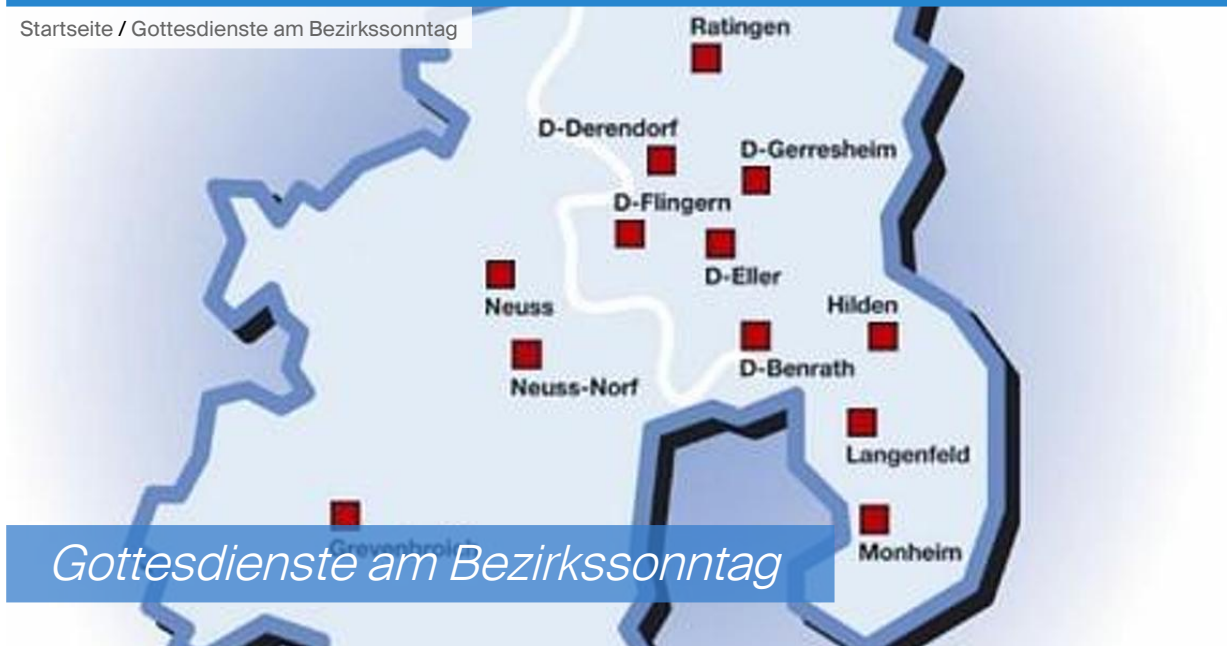 Startseite / Gottesdienste am Bezirkssonntag
Ratingen
D-Derendorf
D-Gerresheim
D-Flingern
D-Eller
Neuss
Hilden
D-Benrath
Neuss-Norf
Langenfeld
Grevenbroich
Monheim
Gottesdienste am Bezirkssonntag